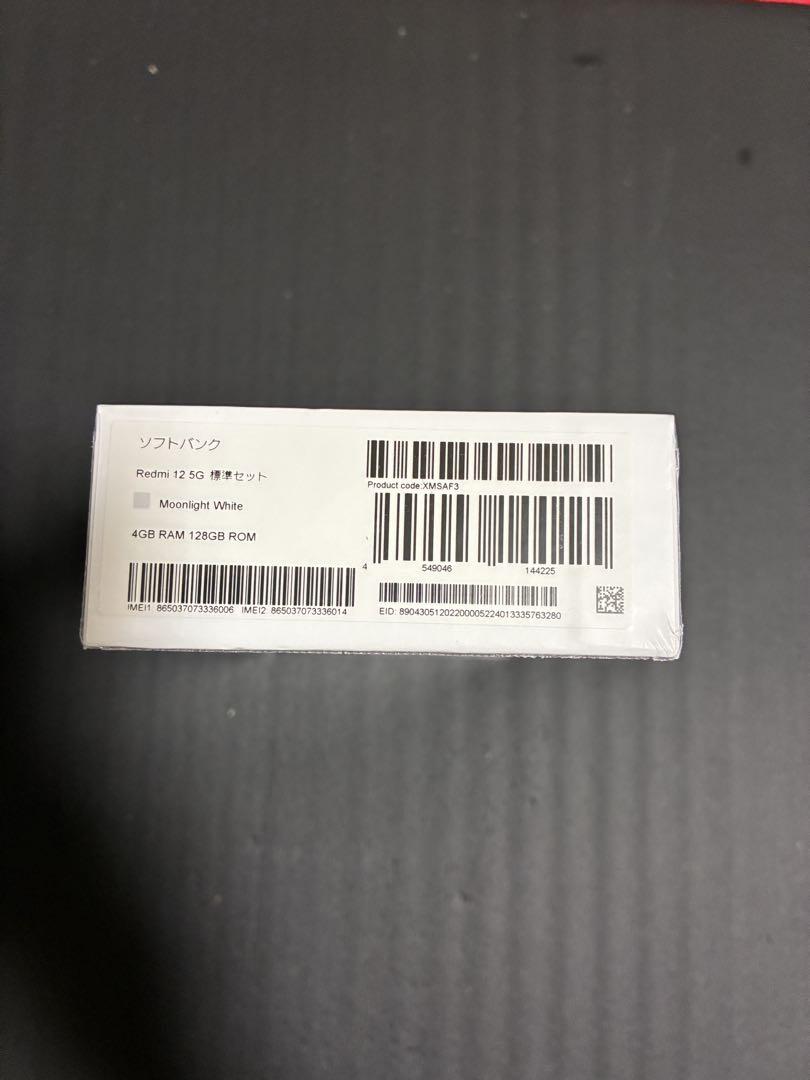 ソフトバンク
Redmi 12 5G 標準セット
Moonlight White
4GB RAM 128GB ROM
IMEI1 865037073336006 IMEI2 865037073336014
Product code:XMSAF3
4 549046 144225
EID: 89043051202200005224013335763280